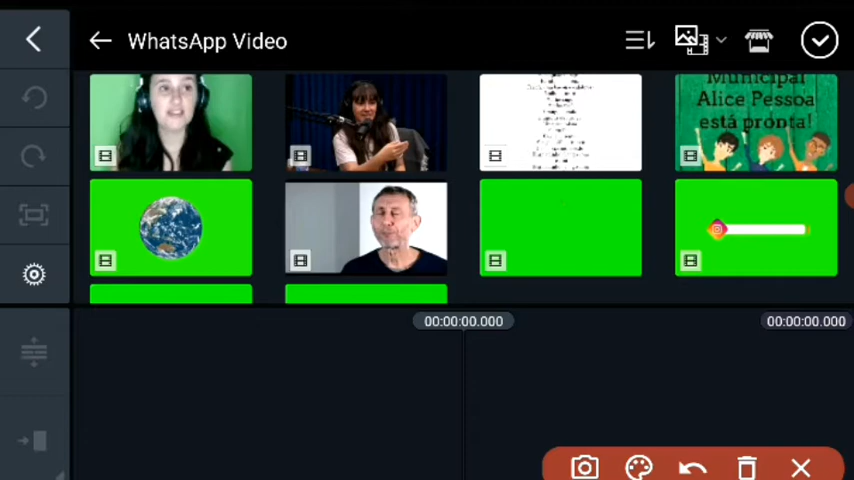 WhatsApp Video
Municipal
Alice Pessoa
está pronta!
00:00:00.000
00:00:00.000